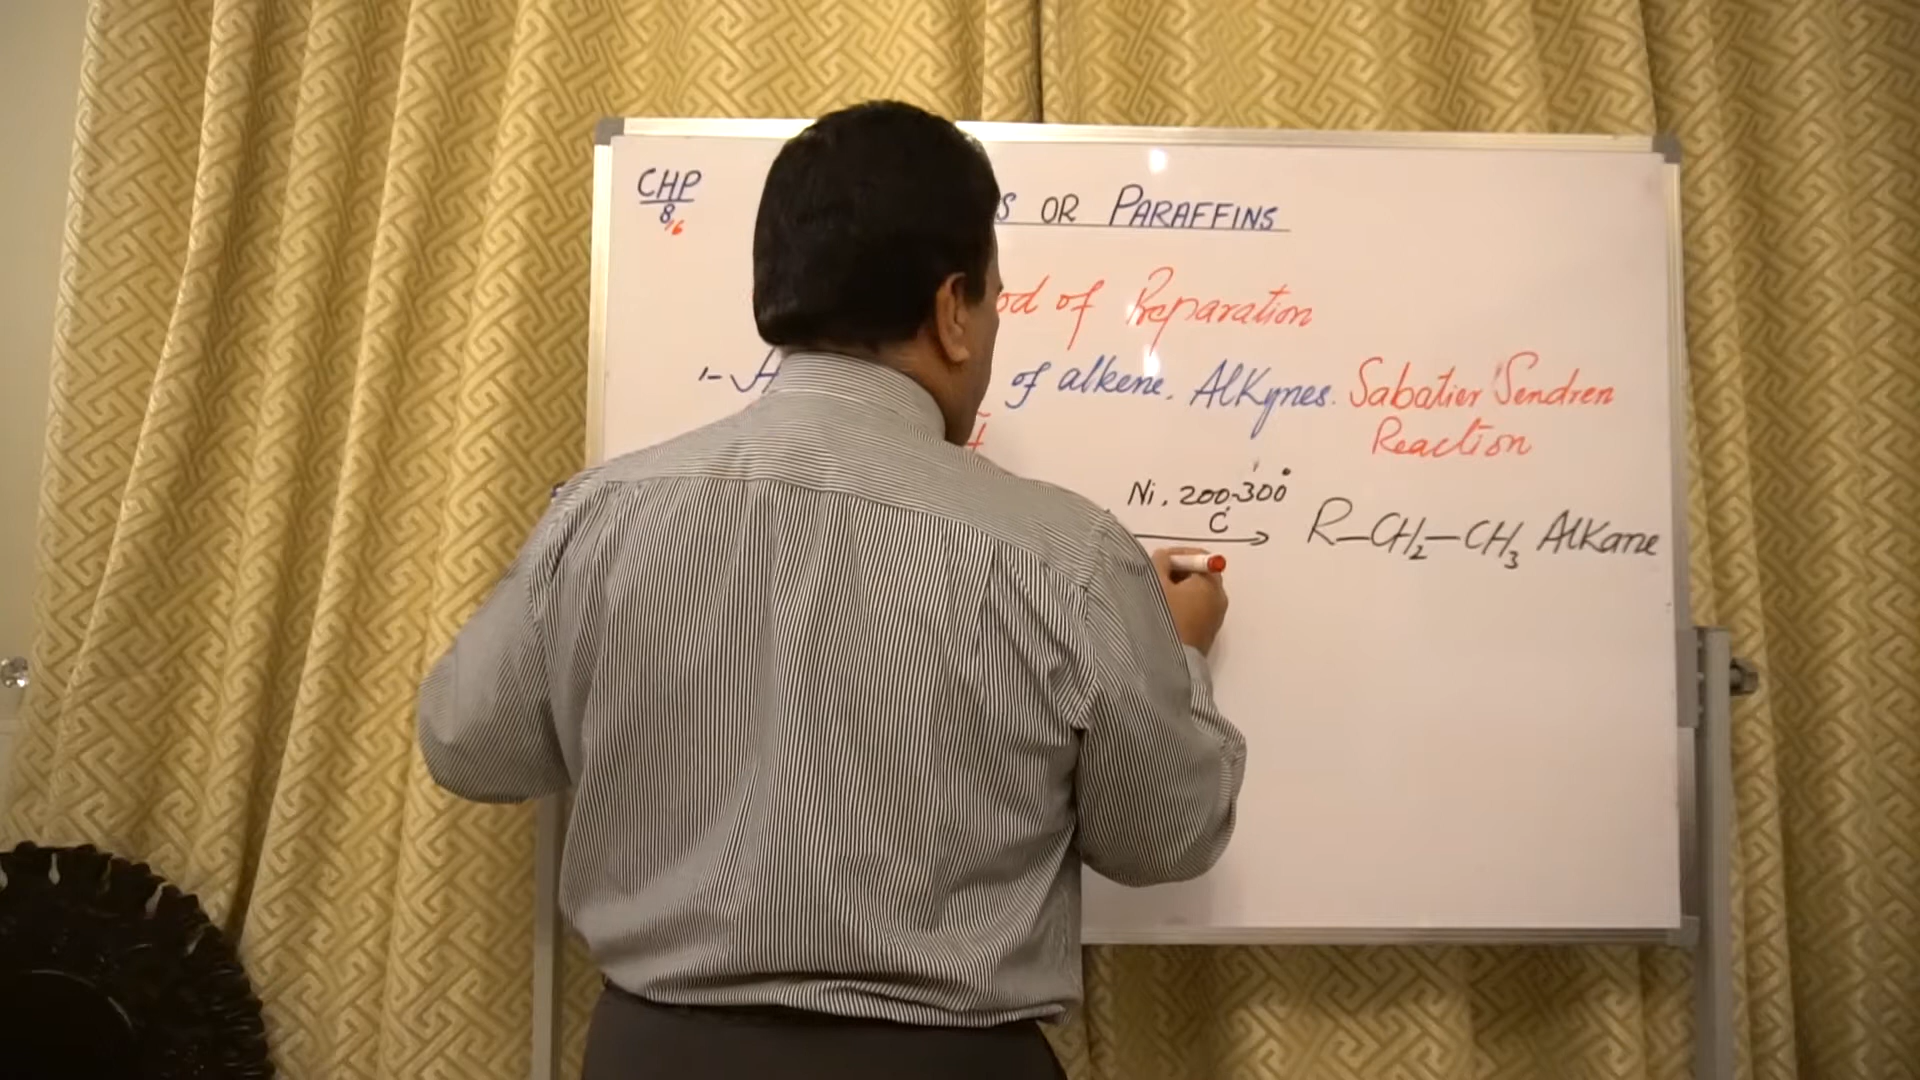 CHP
8/6
S OR PARAFFINS
od of Preparation
1- of alkene. Alkynes. Sabatier Sendren
Reaction
Ni. 200-300°
C
R-CH2-CH3 Alkane